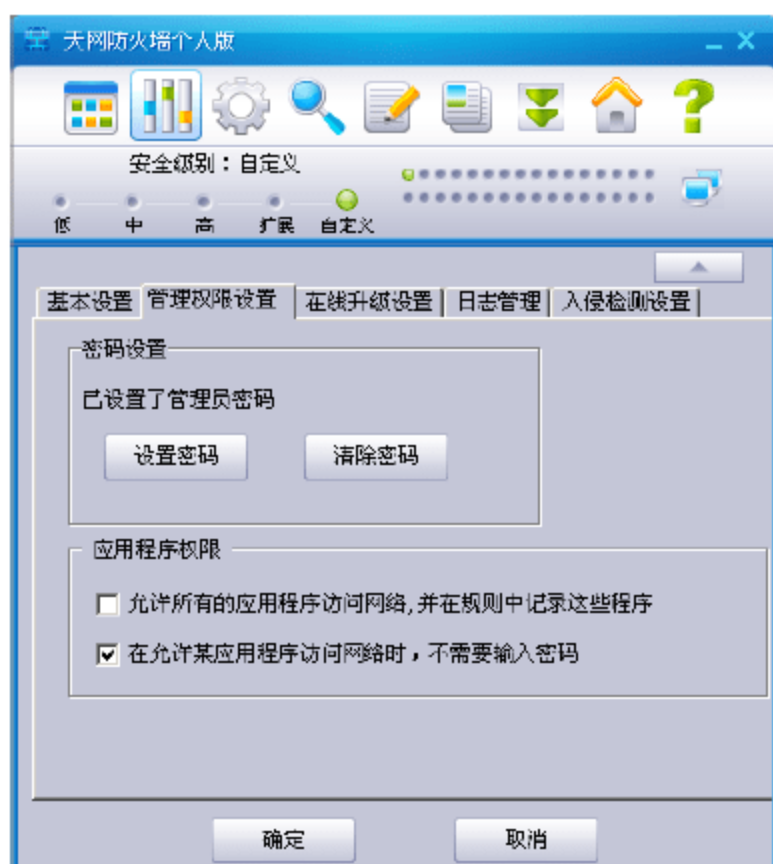 天网防火墙个人版
安全级别：自定义
低 中 高 扩展 自定义
基本设置 管理权限设置 在线升级设置 日志管理 入侵检测设置
密码设置
已设置了管理员密码
设置密码 清除密码
应用程序权限
允许所有的应用程序访问网络,并在规则中记录这些程序
在允许某应用程序访问网络时，不需要输入密码
确定 取消